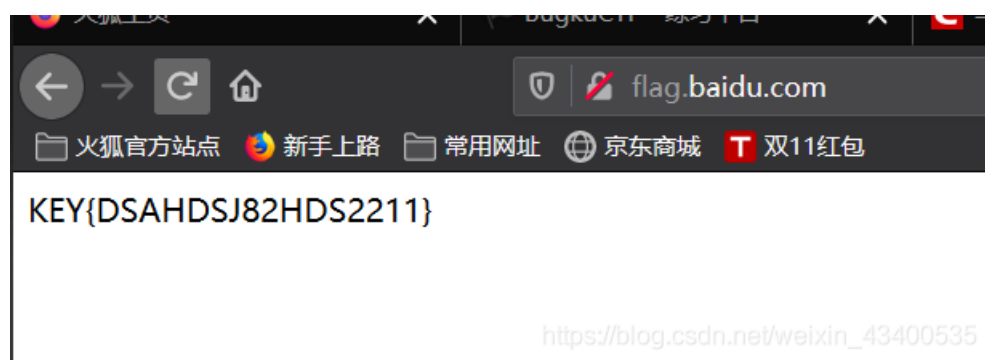 flag.baidu.com
火狐官方站点 新手上路 常用网址 京东商城 T 双11红包
KEY{DSAHDSJ82HDS2211}
https://blog.csdn.net/weixin_43400535